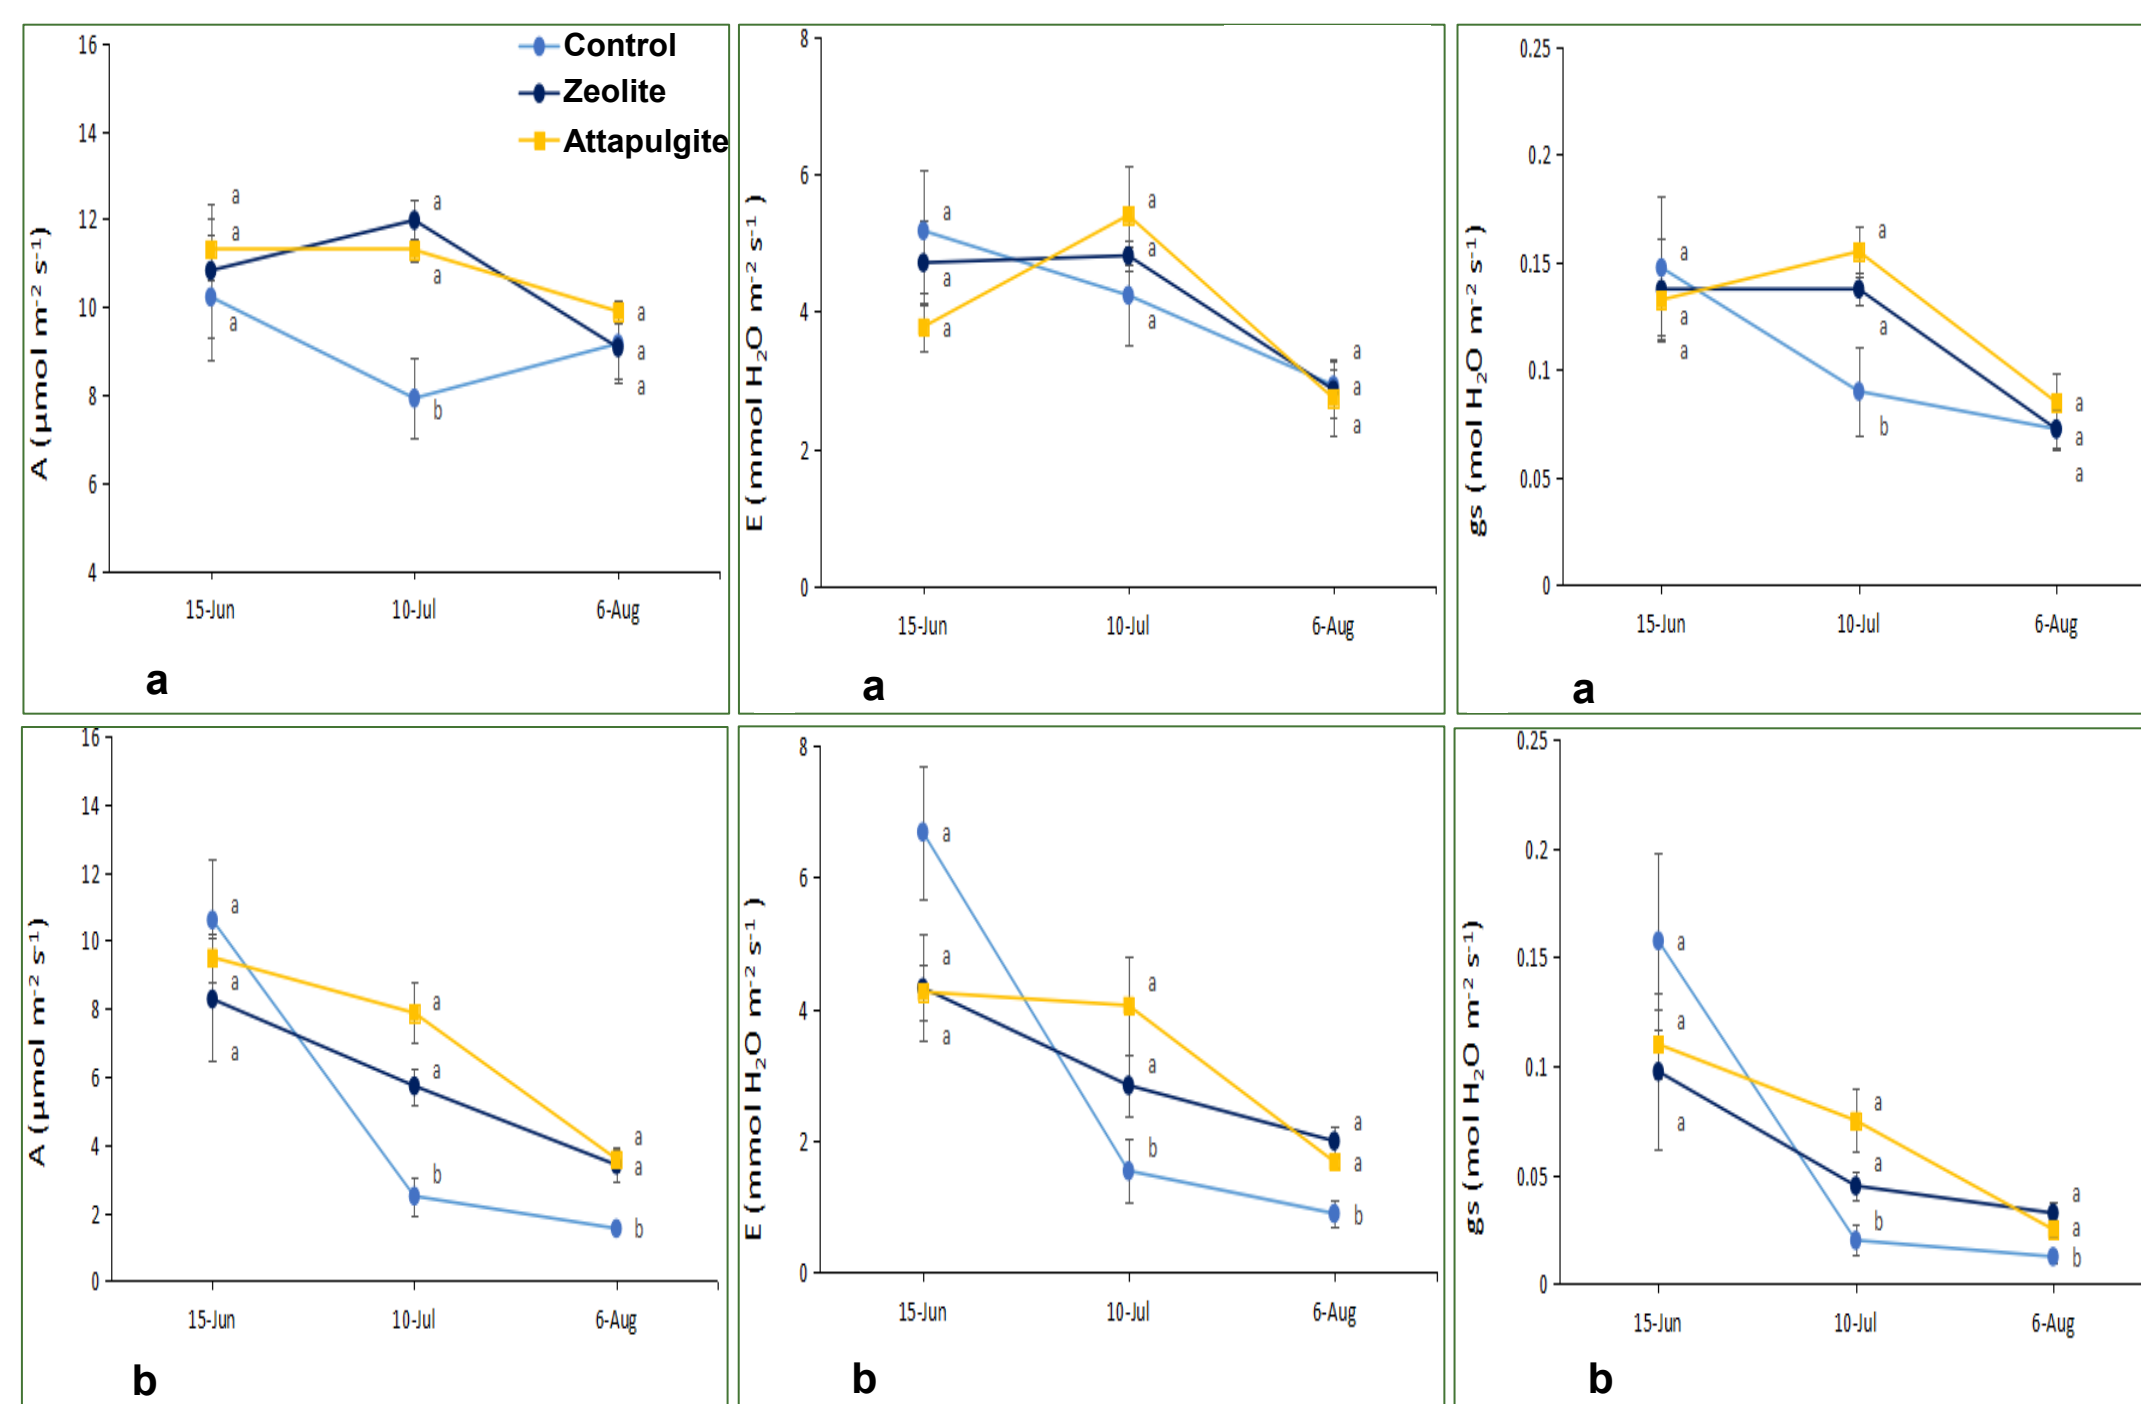 16
14
12
10
8
6
4
A (µmol m⁻² s⁻¹)
Control
Zeolite
Attapulgite
a
a
a
a
a
b
a
a
a
15-Jun 10-Jul 6-Aug
a
8
6
4
2
0
E (mmol H₂O m⁻² s⁻¹ )
a
a
a
a
a
a
a
a
a
15-Jun 10-Jul 6-Aug
a
0.25
0.2
0.15
0.1
0.05
0
gs (mol H₂O m⁻² s⁻¹)
a
a
a
a
a
b
a
a
a
15-Jun 10-Jul 6-Aug
a
16
14
12
10
8
6
4
2
0
A (µmol m⁻² s⁻¹)
a
a
a
a
a
b
a
a
b
15-Jun 10-Jul 6-Aug
b
8
6
4
2
0
E (mmol H₂O m⁻² s⁻¹ )
a
a
a
a
a
b
a
a
b
15-Jun 10-Jul 6-Aug
b
0.25
0.2
0.15
0.1
0.05
0
gs (mol H₂O m⁻² s⁻¹)
a
a
a
a
a
b
a
a
b
15-Jun 10-Jul 6-Aug
b